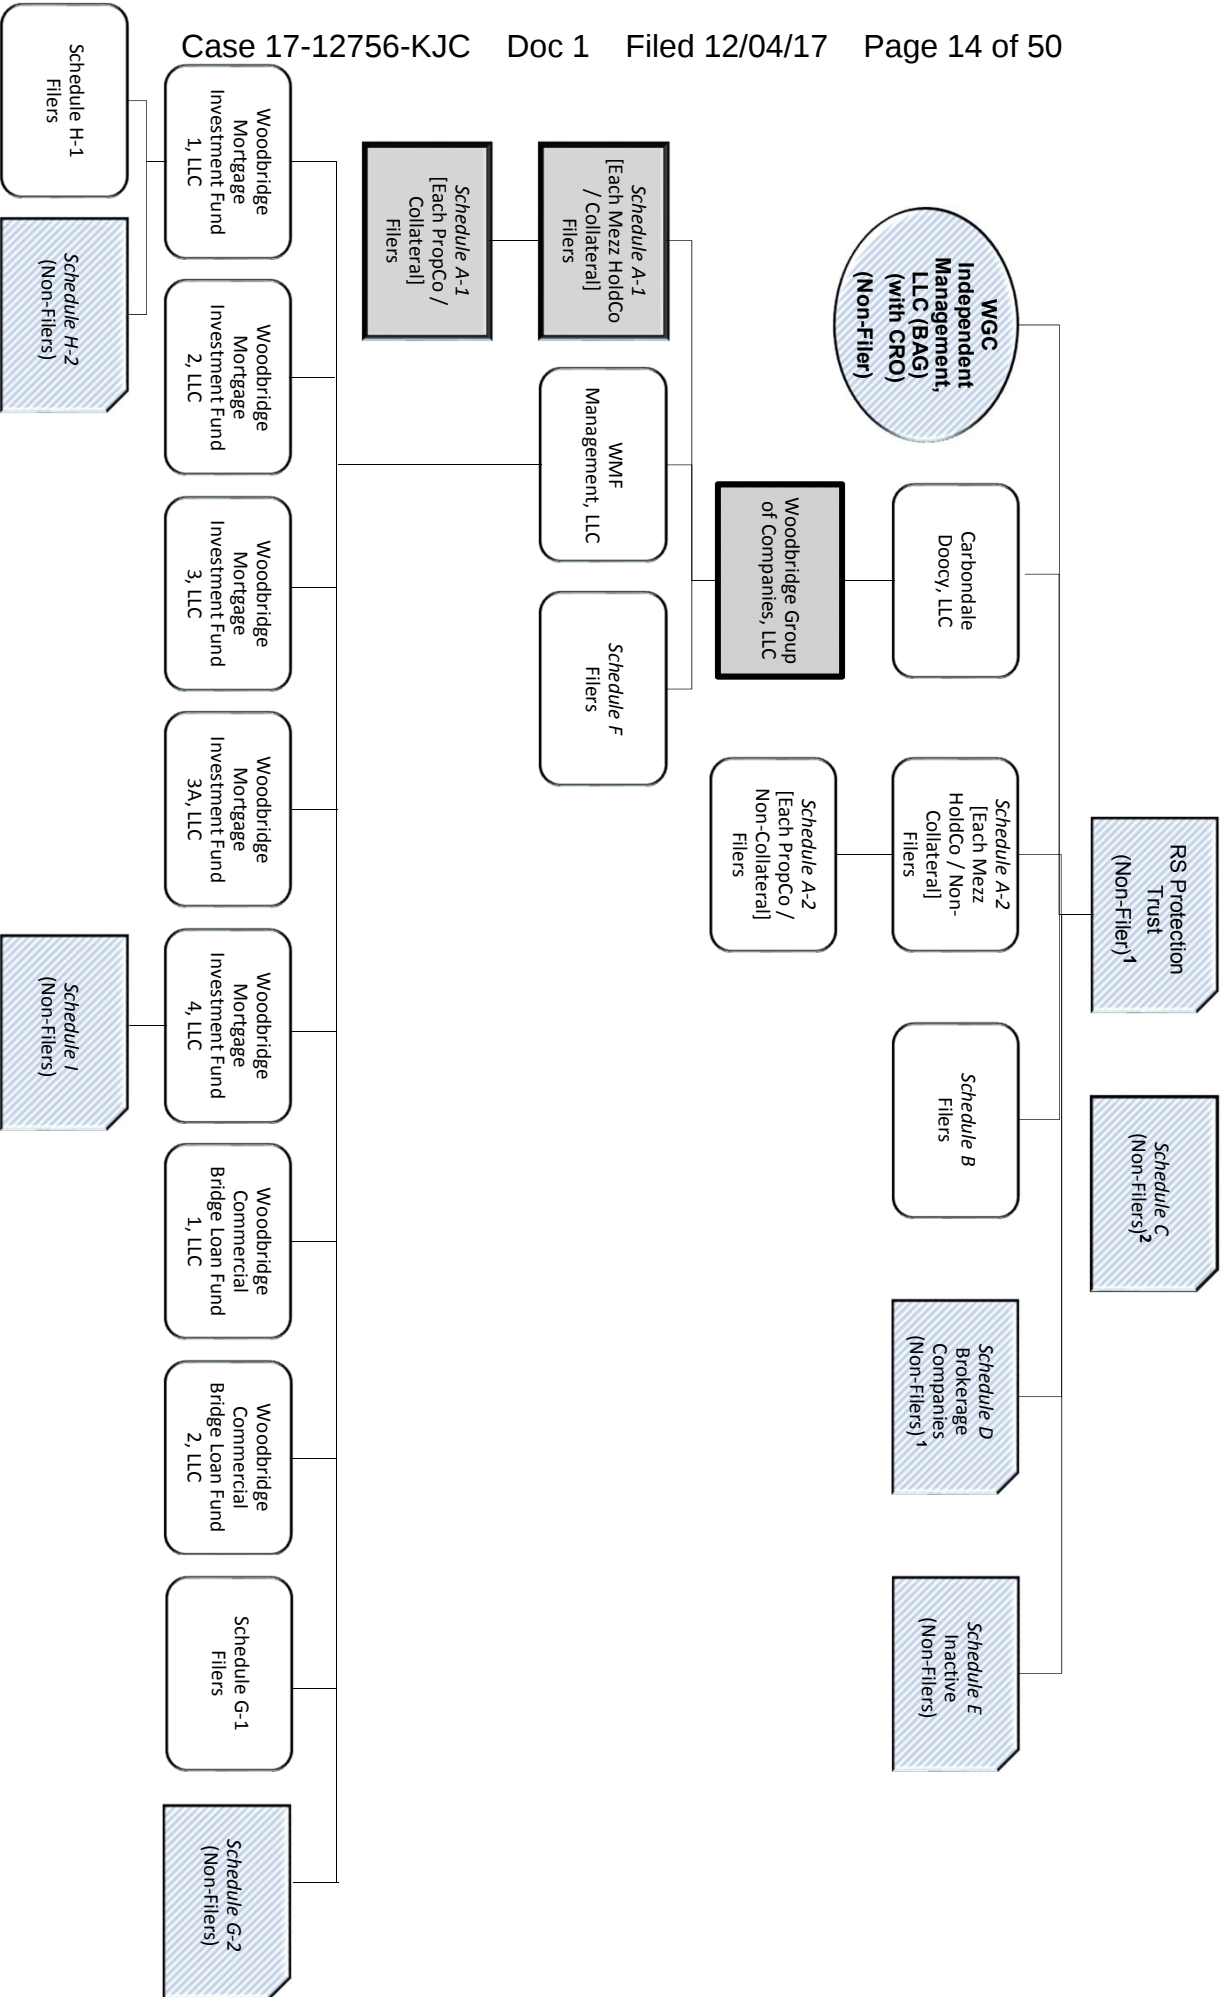 Case 17-12756-KJC Doc 1 Filed 12/04/17 Page 14 of 50
RS Protection
Trust
(Non-Filer)1
Schedule C
(Non-Filers)2
WGC
Independent
Management,
LLC (BAG)
(with CRO)
(Non-Filer)
Carbondale
Doocy, LLC
Schedule A-2
[Each Mezz
HoldCo / Non-
Collateral]
Filers
Schedule B
Filers
Schedule D
Brokerage
Companies
(Non-Filers) 1
Schedule E
Inactive
(Non-Filers)
Woodbridge Group
of Companies, LLC
Schedule A-2
[Each PropCo /
Non-Collateral]
Filers
Schedule A-1
[Each Mezz HoldCo
/ Collateral]
Filers
WMF
Management, LLC
Schedule F
Filers
Schedule A-1
[Each PropCo /
Collateral]
Filers
Woodbridge
Mortgage
Investment Fund
1, LLC
Woodbridge
Mortgage
Investment Fund
2, LLC
Woodbridge
Mortgage
Investment Fund
3, LLC
Woodbridge
Mortgage
Investment Fund
3A, LLC
Woodbridge
Mortgage
Investment Fund
4, LLC
Woodbridge
Commercial
Bridge Loan Fund
1, LLC
Woodbridge
Commercial
Bridge Loan Fund
2, LLC
Schedule G-1
Filers
Schedule G-2
(Non-Filers)
Schedule H-1
Filers
Schedule H-2
(Non-Filers)
Schedule I
(Non-Filers)